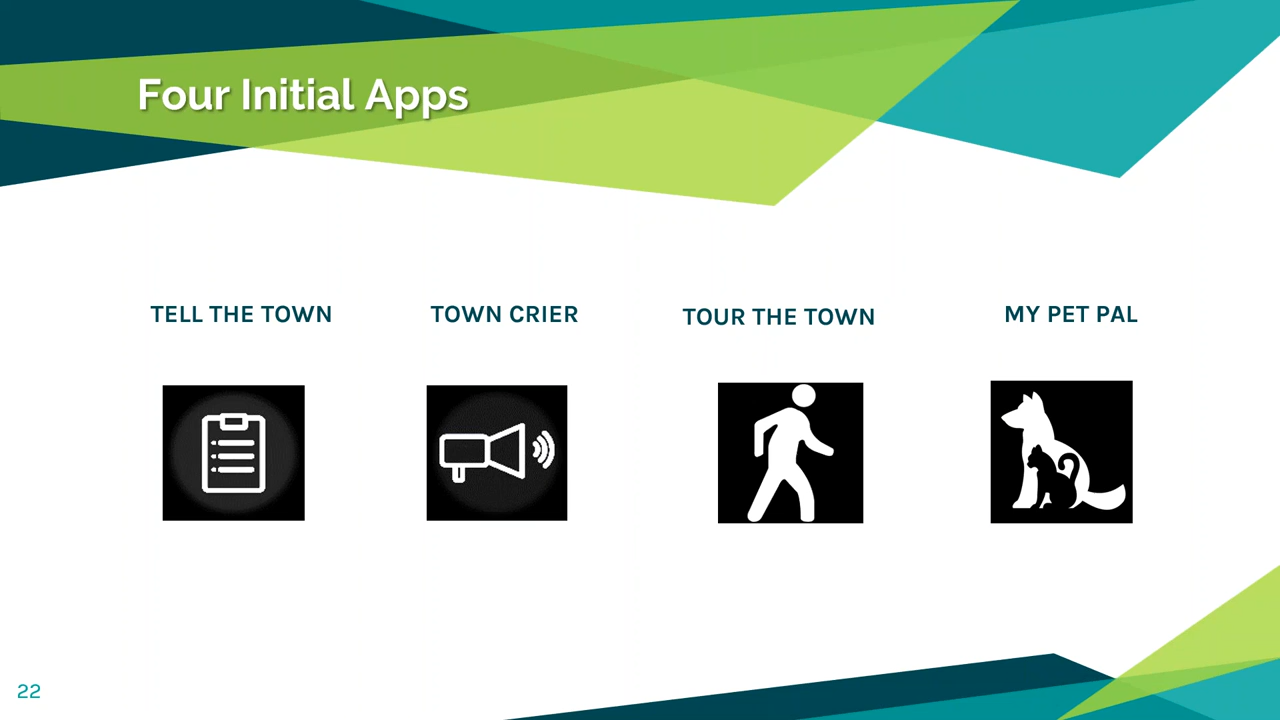 Four Initial Apps
TELL THE TOWN
TOWN CRIER
TOUR THE TOWN
MY PET PAL
22